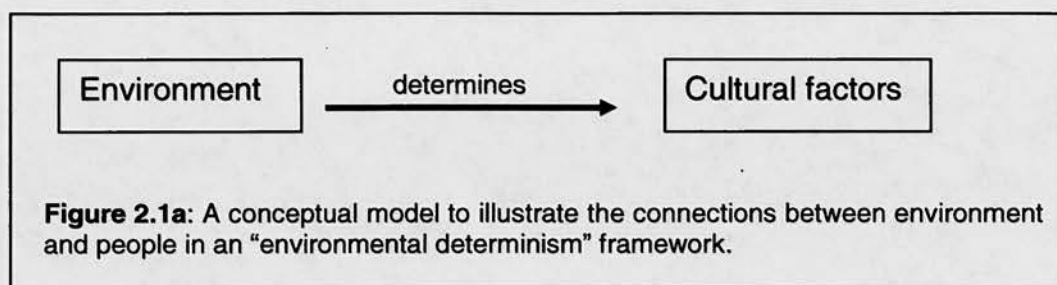 Environment
determines
Cultural factors
Figure 2.1a: A conceptual model to illustrate the connections between environment
and people in an “environmental determinism” framework.